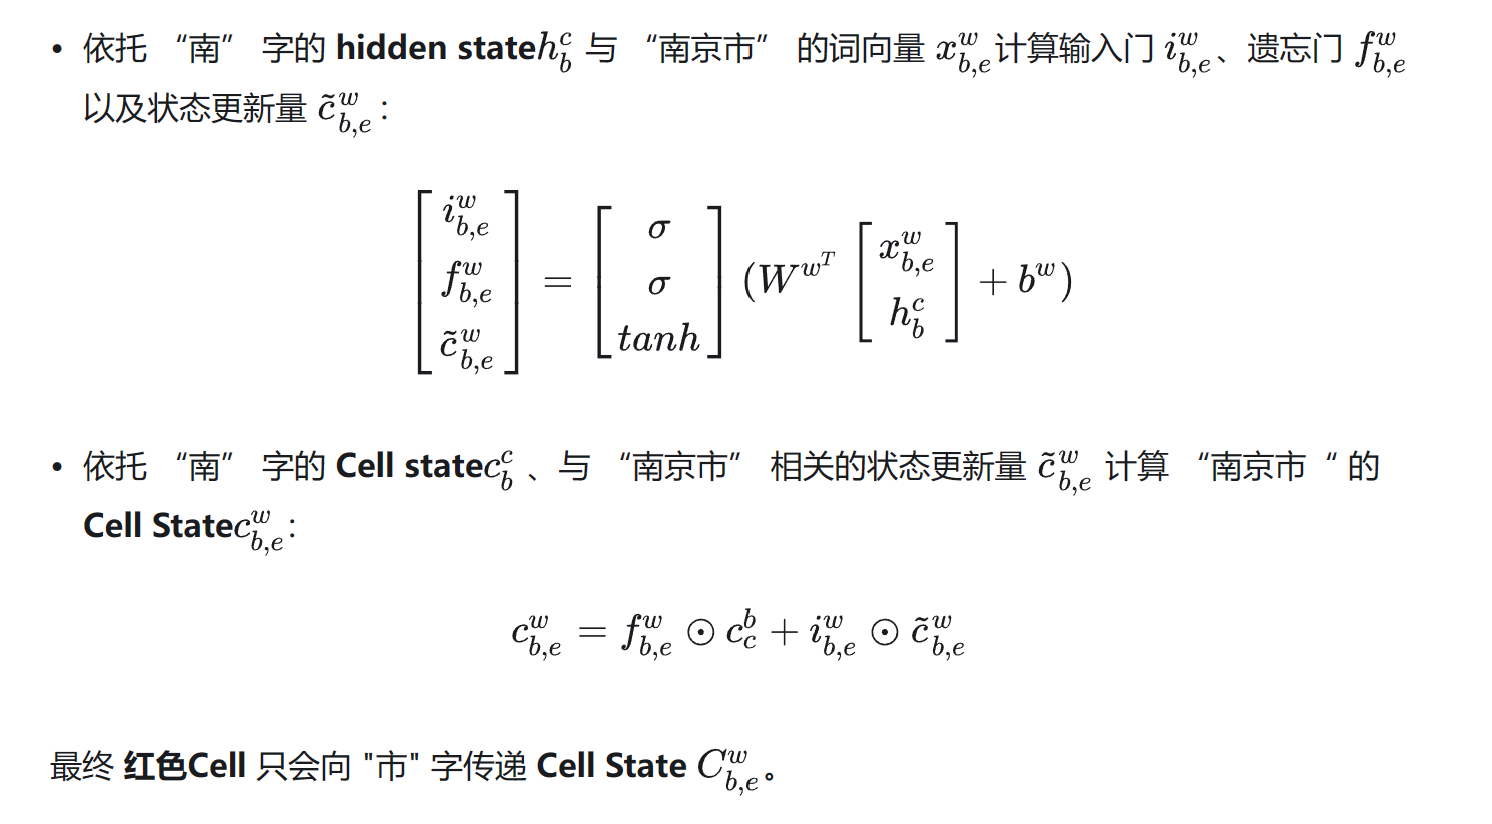 • 依托 “南” 字的 hidden state$h_b^c$ 与 “南京市” 的词向量 $x_{b,e}^w$计算输入门 $i_{b,e}^w$、遗忘门 $f_{b,e}^w$
以及状态更新量 $\tilde{c}_{b,e}^w$：
$$\begin{bmatrix} i_{b,e}^w \\ f_{b,e}^w \\ \tilde{c}_{b,e}^w \end{bmatrix} = \begin{bmatrix} \sigma \\ \sigma \\ tanh \end{bmatrix} (W^{w^T} \begin{bmatrix} x_{b,e}^w \\ h_b^c \end{bmatrix} + b^w)$$
• 依托 “南” 字的 Cell state$c_b^c$ 、与 “南京市” 相关的状态更新量 $\tilde{c}_{b,e}^w$ 计算 “南京市 “ 的
Cell State$c_{b,e}^w$：
$$c_{b,e}^w = f_{b,e}^w \odot c_c^b + i_{b,e}^w \odot \tilde{c}_{b,e}^w$$
最终 红色Cell 只会向 "市" 字传递 Cell State $C_{b,e}^w$。